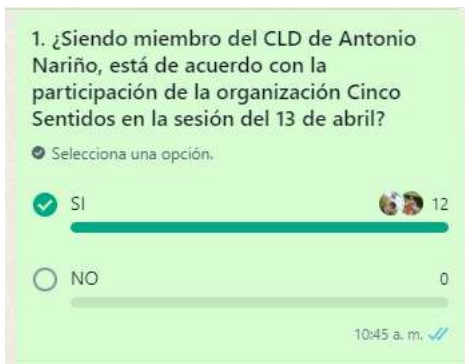 1. ¿Siendo miembro del CLD de Antonio
Nariño, está de acuerdo con la
participación de la organización Cinco
Sentidos en la sesión del 13 de abril?
Selecciona una opción.
SI 12
NO 0
10:45 a. m.